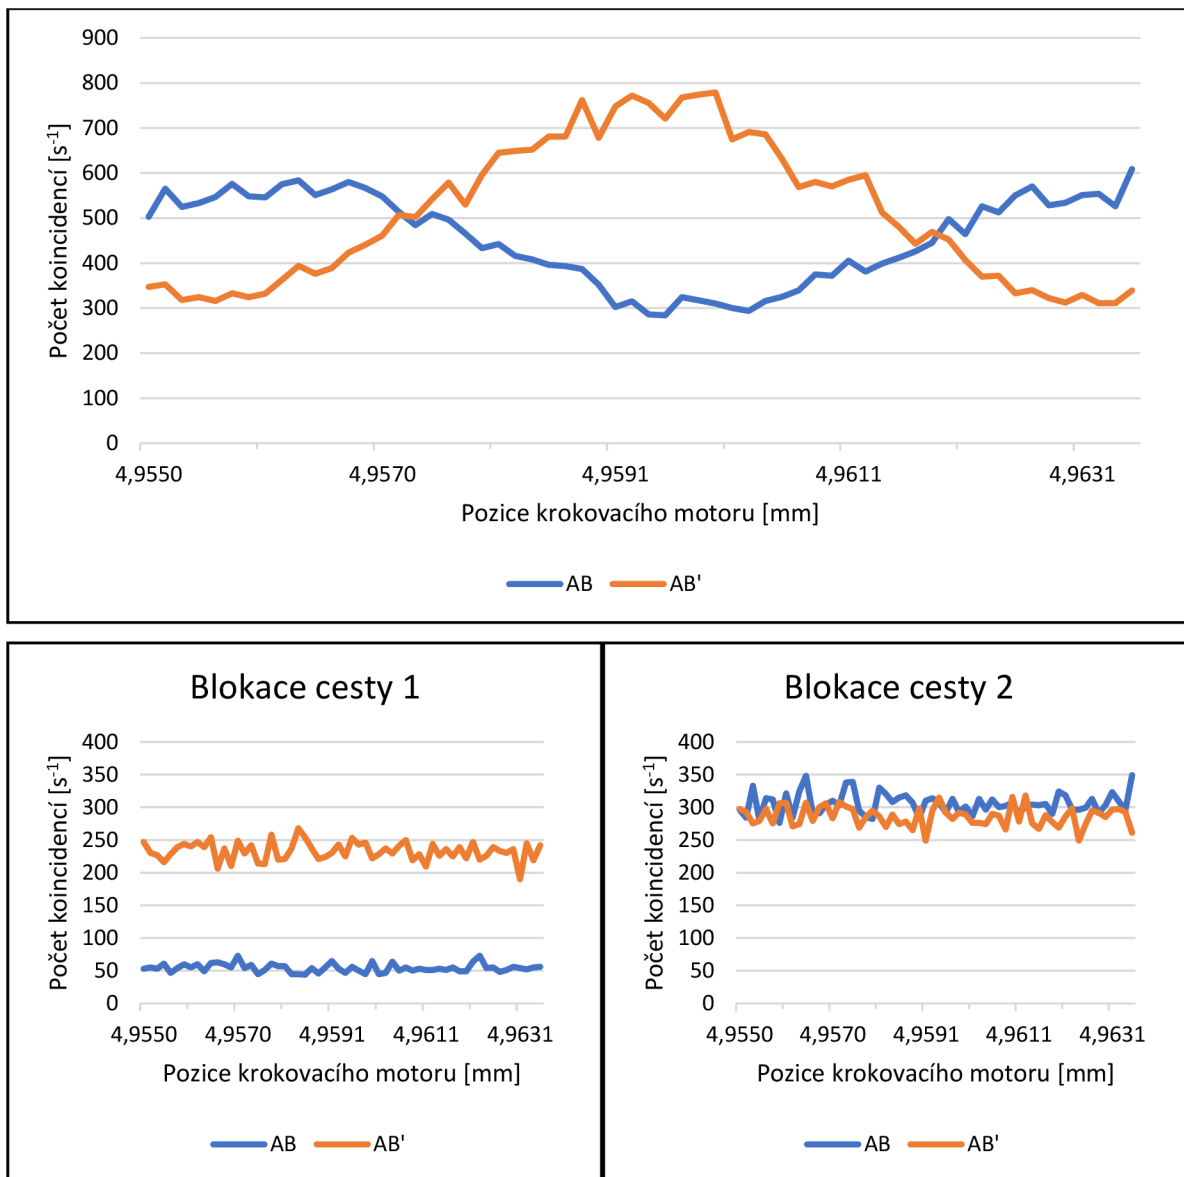 900
800
700
600
500
400
300
200
100
0
Počet koincidencí [s⁻¹]
4,9550 4,9570 4,9591 4,9611 4,9631
Pozice krokovacího motoru [mm]
AB AB'
Blokace cesty 1
400
350
300
250
200
150
100
50
0
Počet koincidencí [s⁻¹]
4,9550 4,9570 4,9591 4,9611 4,9631
Pozice krokovacího motoru [mm]
AB AB'
Blokace cesty 2
400
350
300
250
200
150
100
50
0
Počet koincidencí [s⁻¹]
4,9550 4,9570 4,9591 4,9611 4,9631
Pozice krokovacího motoru [mm]
AB AB'